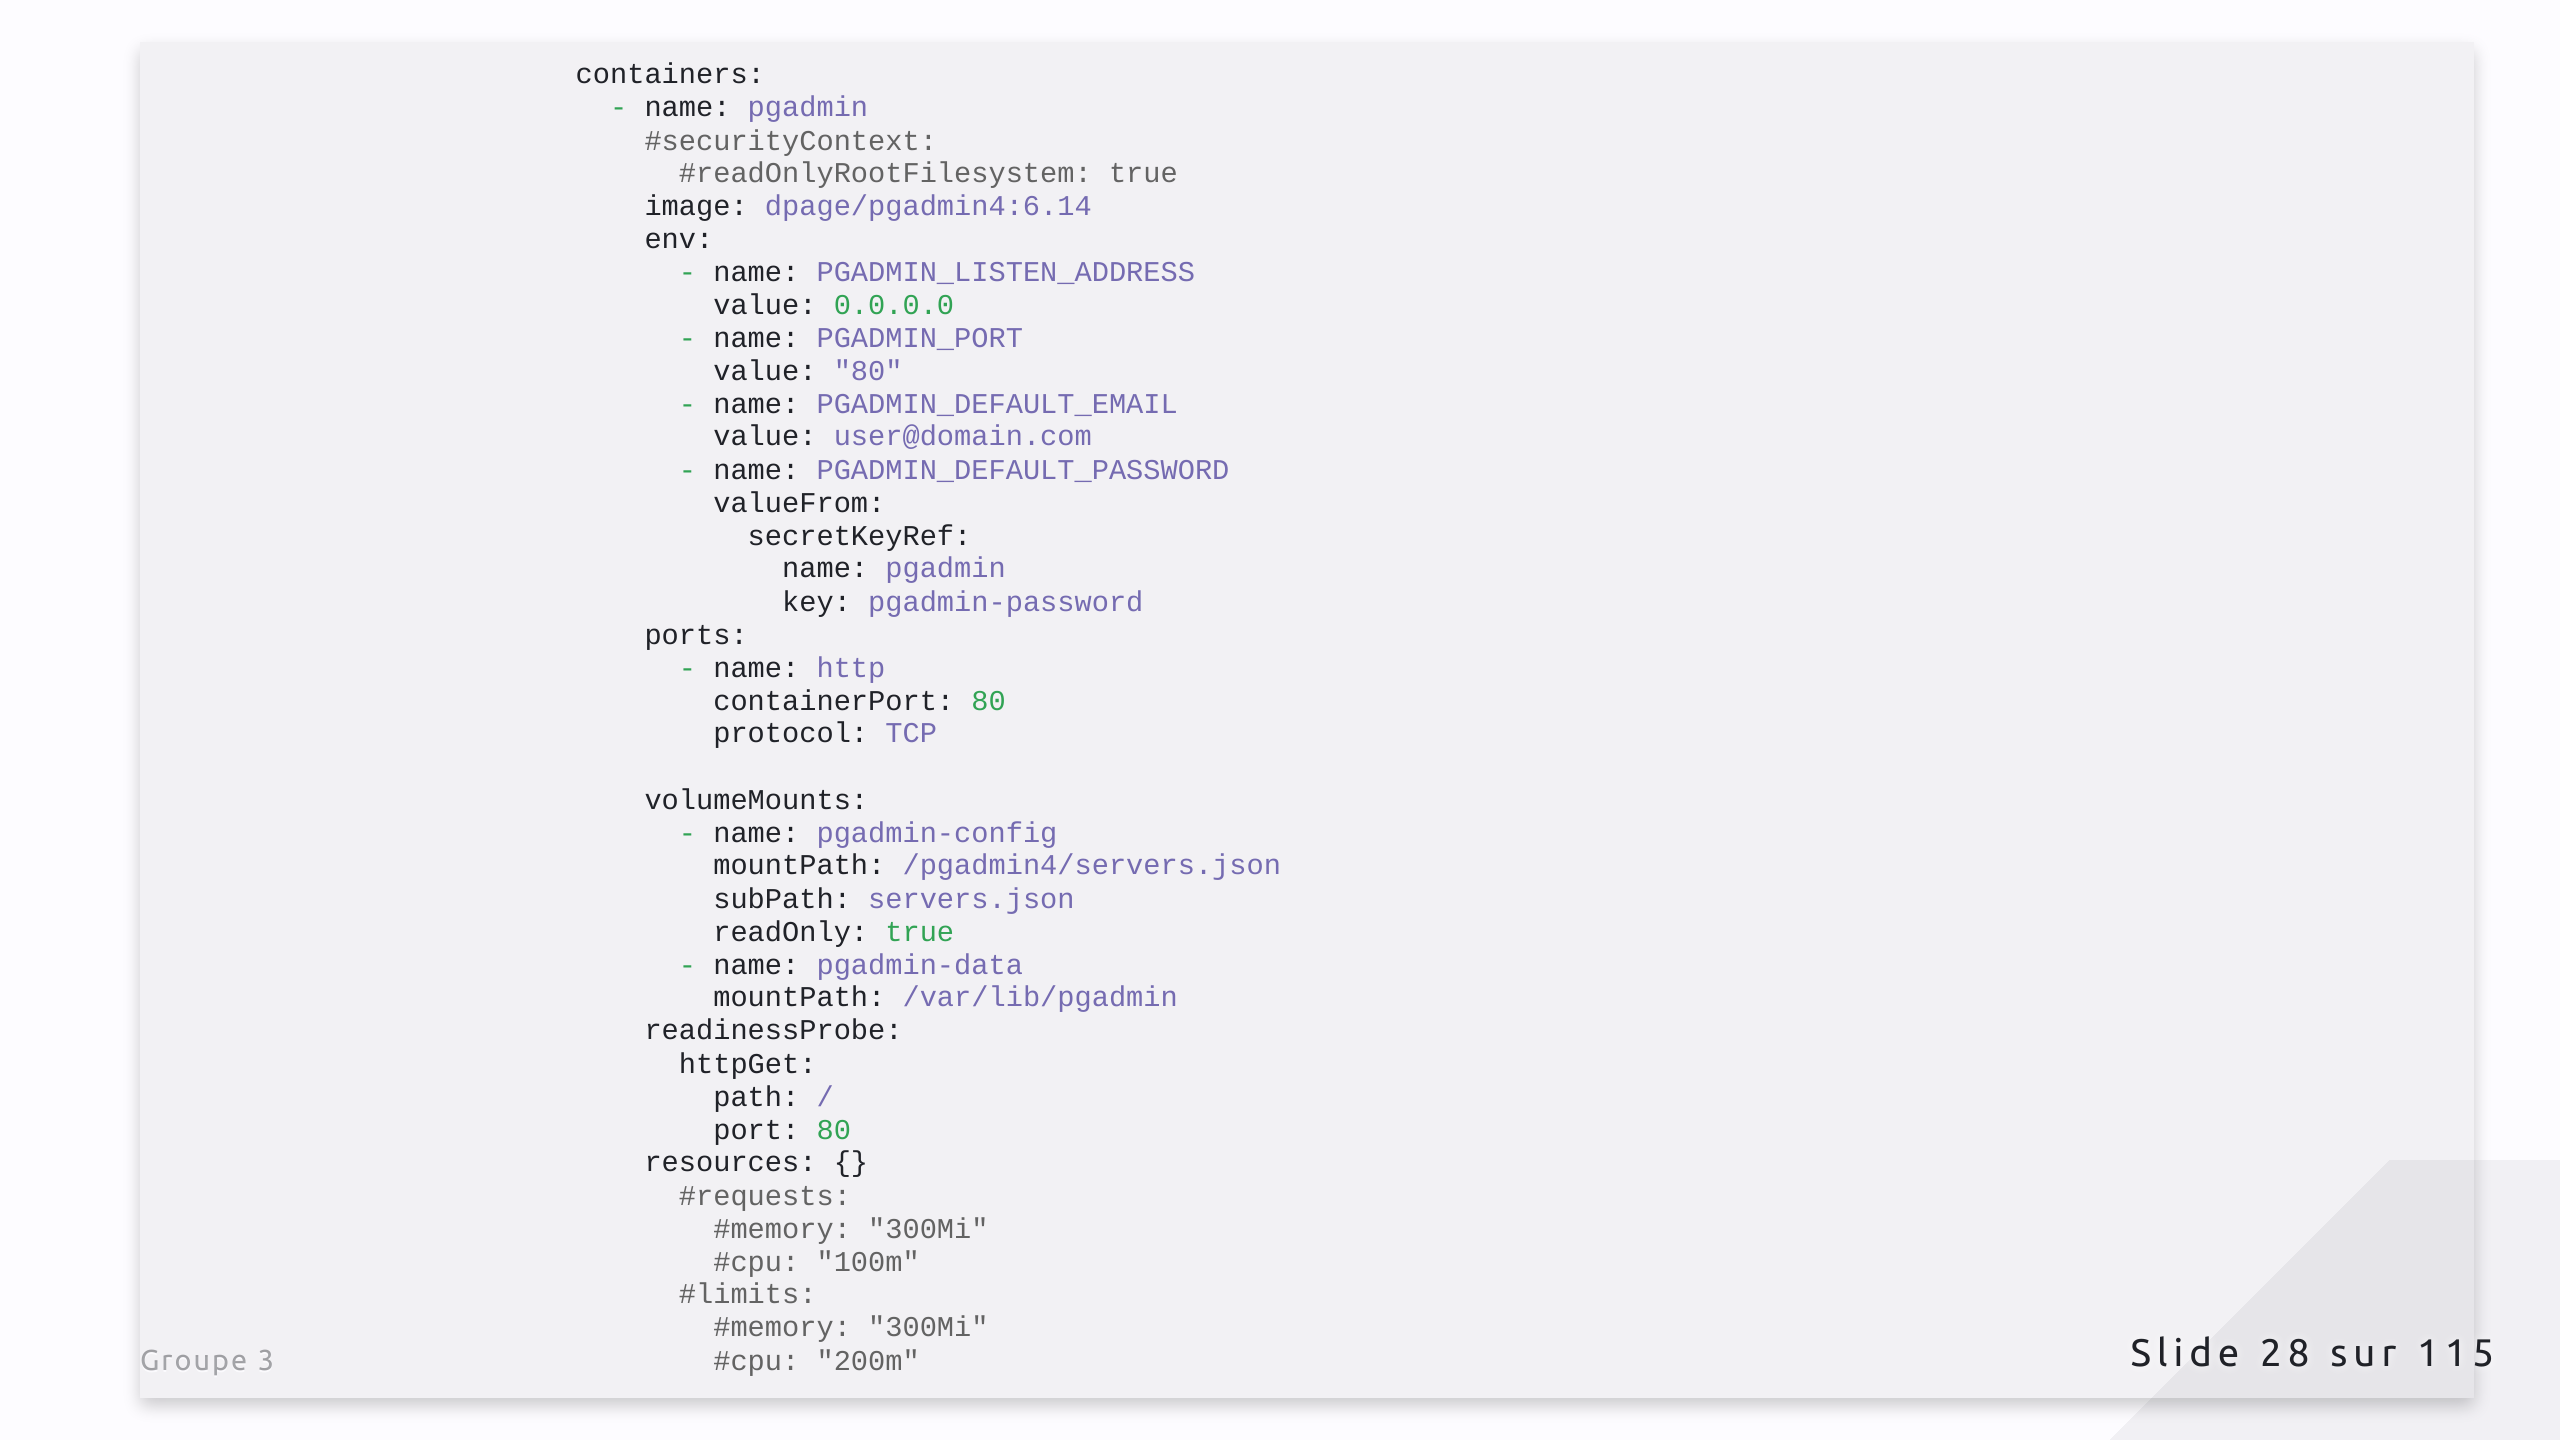 containers:
- name: pgadmin
#securityContext:
#readOnlyRootFilesystem: true
image: dpage/pgadmin4:6.14
env:
- name: PGADMIN_LISTEN_ADDRESS
value: 0.0.0.0
- name: PGADMIN_PORT
value: "80"
- name: PGADMIN_DEFAULT_EMAIL
value: user@domain.com
- name: PGADMIN_DEFAULT_PASSWORD
valueFrom:
secretKeyRef:
name: pgadmin
key: pgadmin-password
ports:
- name: http
containerPort: 80
protocol: TCP
volumeMounts:
- name: pgadmin-config
mountPath: /pgadmin4/servers.json
subPath: servers.json
readOnly: true
- name: pgadmin-data
mountPath: /var/lib/pgadmin
readinessProbe:
httpGet:
path: /
port: 80
resources: {}
#requests:
#memory: "300Mi"
#cpu: "100m"
#limits:
#memory: "300Mi"
#cpu: "200m"
Groupe 3
Slide 28 sur 115